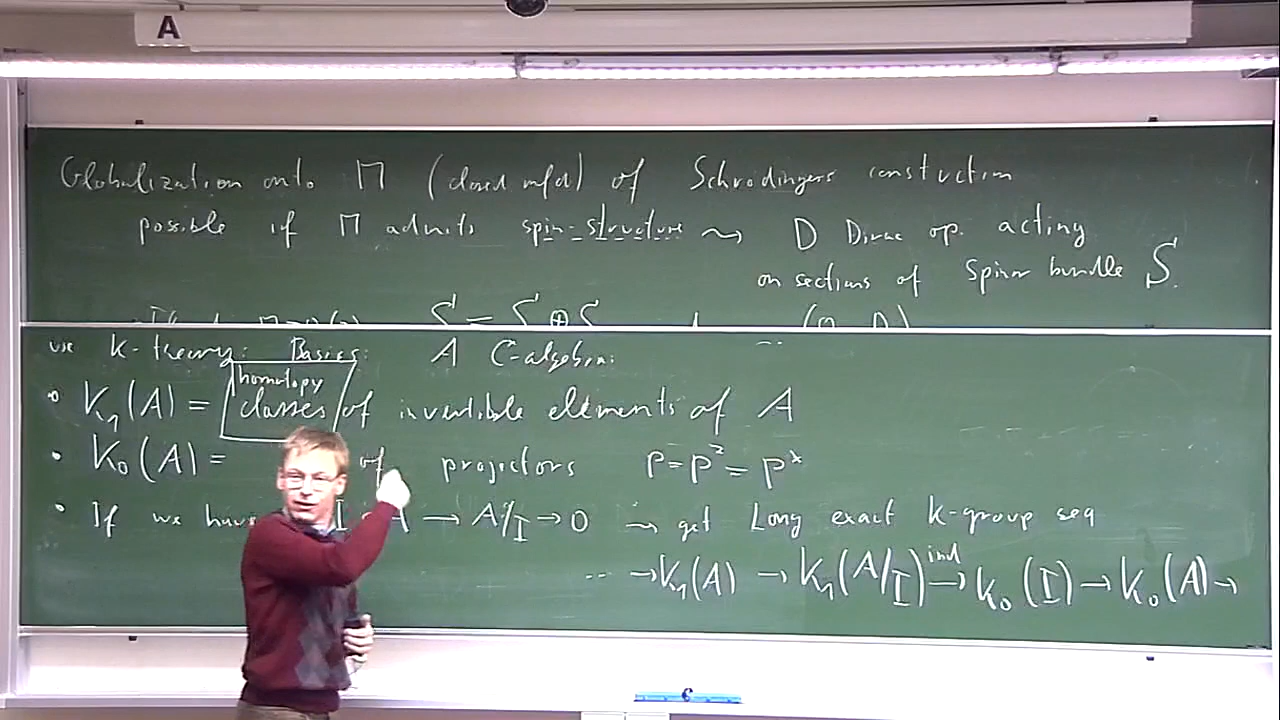 A
Globalization onto M (closed mfd) of Schrodingers construction
possible if M admits spin-structure ⇝ D Dirac op. acting
on sections of Spinor bundle S.
S = S ⊕ S
use K-theory: Basics: A C*-algebra:
• K₁(A) = homotopy classes of invertible elements of A
• K₀(A) = of projectors P = P² = P*
• If we have I → A → A/I → 0 ⇝ get Long exact K-group seq
... → K₁(A) → K₁(A/I) ind→ K₀(I) → K₀(A) →